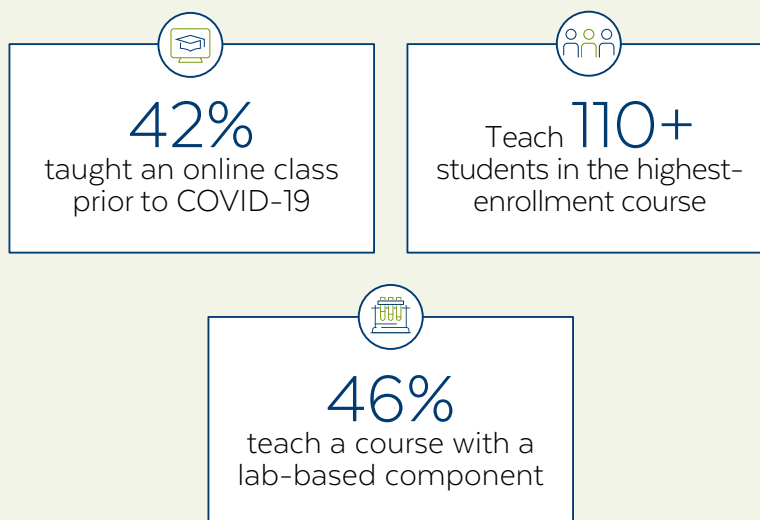 42%
taught an online class
prior to COVID-19
Teach 110+
students in the highest-
enrollment course
46%
teach a course with a
lab-based component